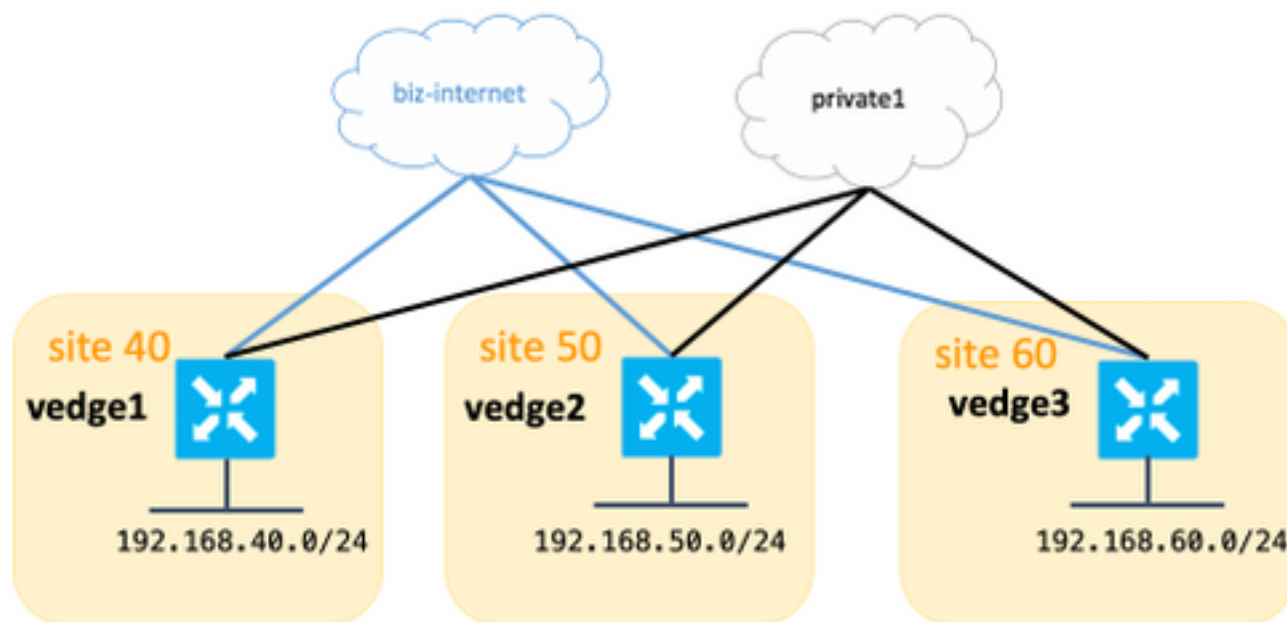 biz-internet
private1
site 40
vedge1
192.168.40.0/24
site 50
vedge2
192.168.50.0/24
site 60
vedge3
192.168.60.0/24